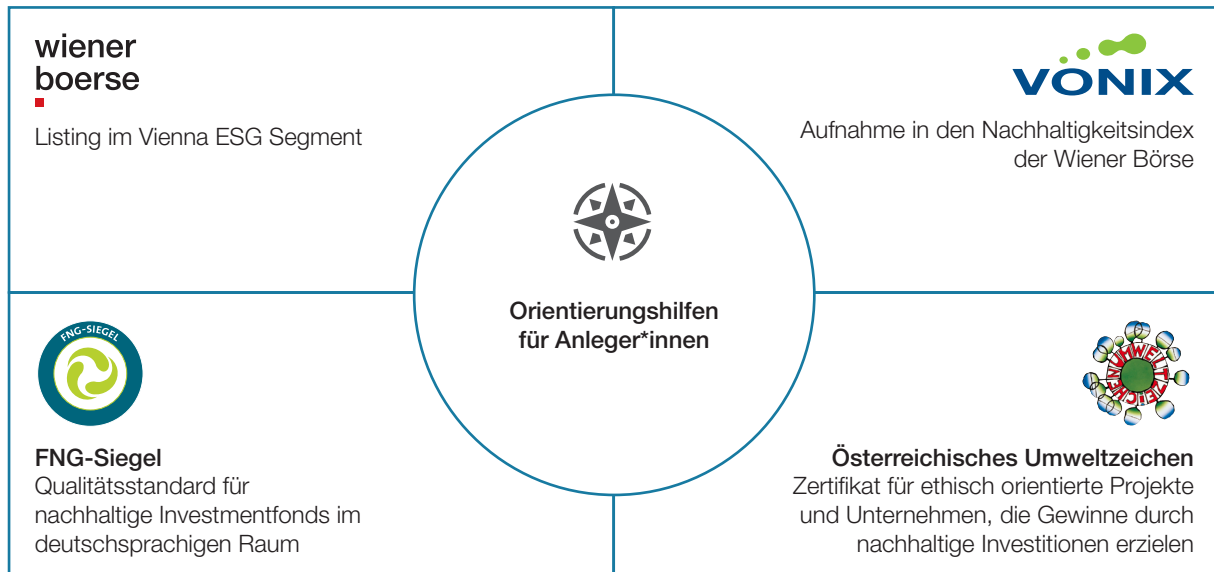 wiener
boerse
Listing im Vienna ESG Segment
VÖNIX
Aufnahme in den Nachhaltigkeitsindex
der Wiener Börse
Orientierungshilfen
für Anleger*innen
FNG-SIEGEL
FNG-Siegel
Qualitätsstandard für
nachhaltige Investmentfonds im
deutschsprachigen Raum
UMWELTZEICHEN
Österreichisches Umweltzeichen
Zertifikat für ethisch orientierte Projekte
und Unternehmen, die Gewinne durch
nachhaltige Investitionen erzielen